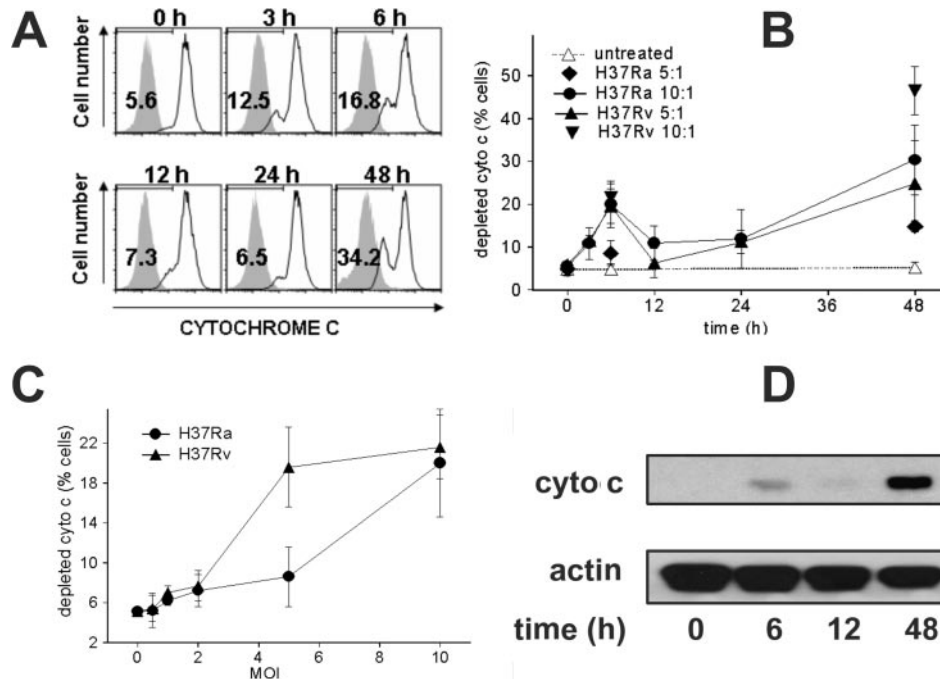 A
0 h 3 h 6 h
Cell number
5.6 12.5 16.8
12 h 24 h 48 h
Cell number
7.3 6.5 34.2
CYTOCHROME C
B
untreated
H37Ra 5:1
H37Ra 10:1
H37Rv 5:1
H37Rv 10:1
depleted cyto c (% cells)
50
40
30
20
10
0
0 12 24 36 48
time (h)
C
H37Ra
H37Rv
depleted cyto c (% cells)
22
18
14
10
6
2
0 2 4 6 8 10
MOI
D
cyto c
actin
time (h) 0 6 12 48